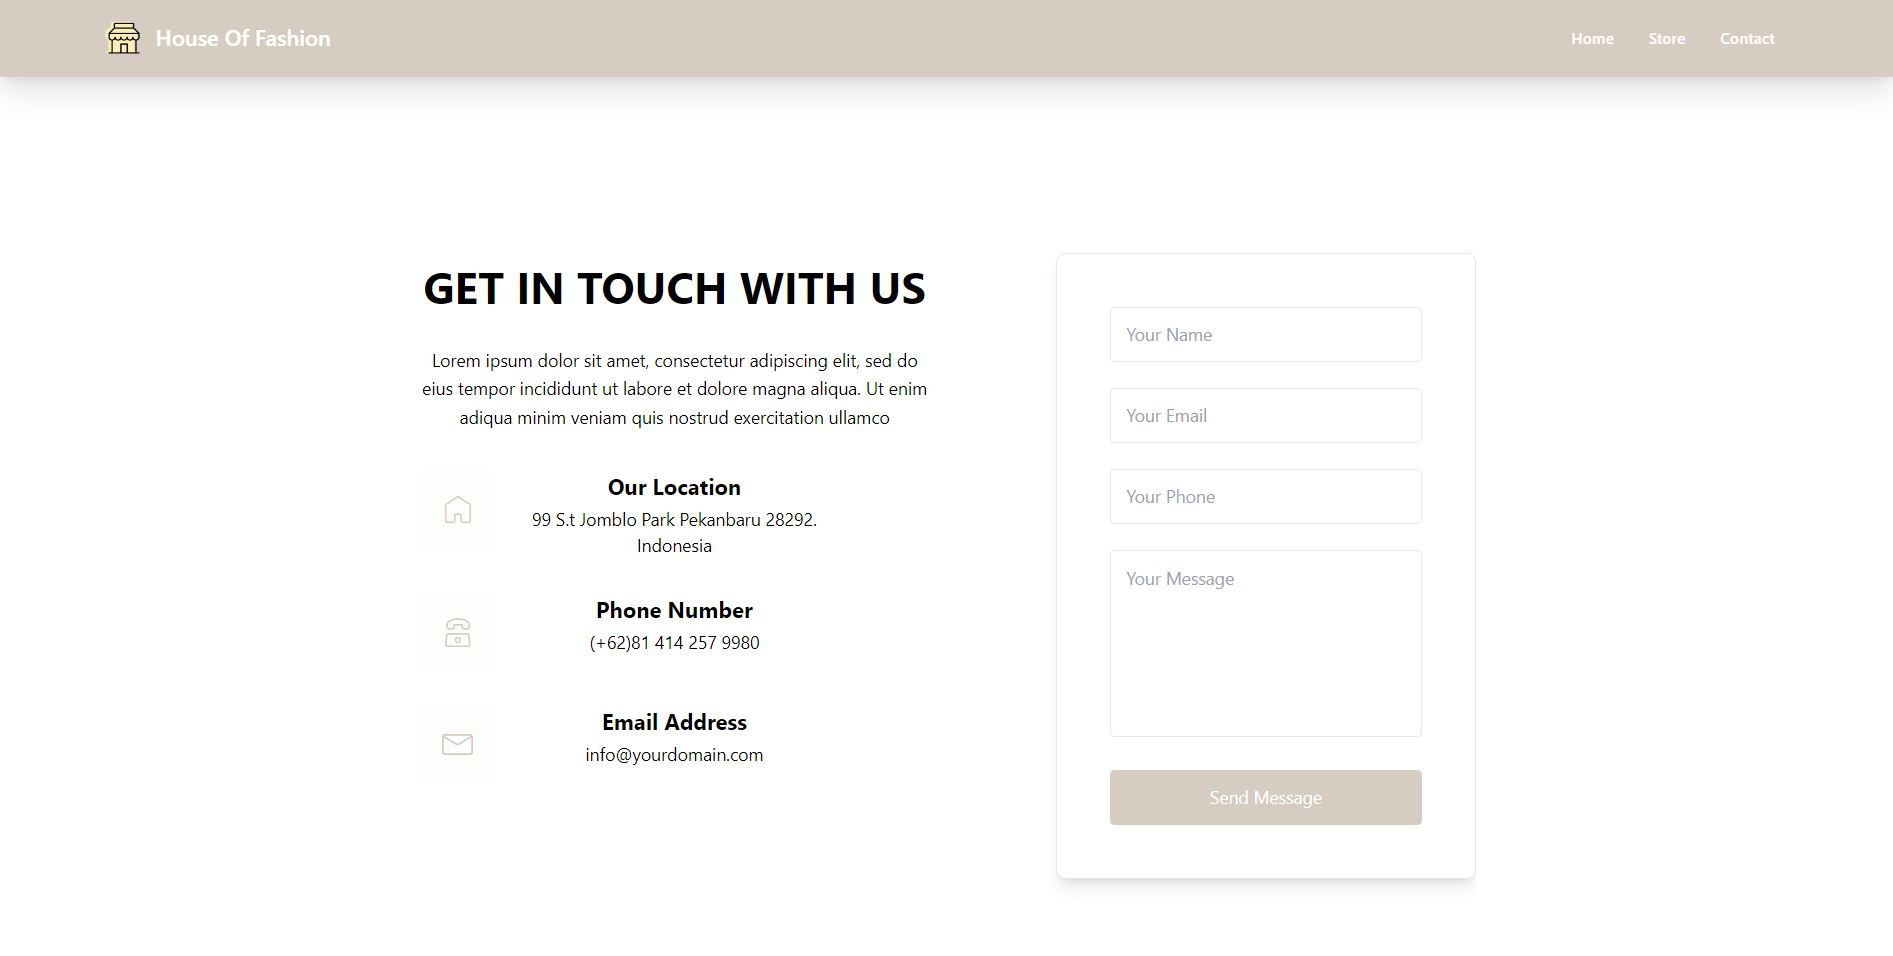 House Of Fashion
Home Store Contact
GET IN TOUCH WITH US
Lorem ipsum dolor sit amet, consectetur adipiscing elit, sed do
eius tempor incididunt ut labore et dolore magna aliqua. Ut enim
adiqua minim veniam quis nostrud exercitation ullamco
Our Location
99 S.t Jomblo Park Pekanbaru 28292.
Indonesia
Phone Number
(+62)81 414 257 9980
Email Address
info@yourdomain.com
Your Name
Your Email
Your Phone
Your Message
Send Message